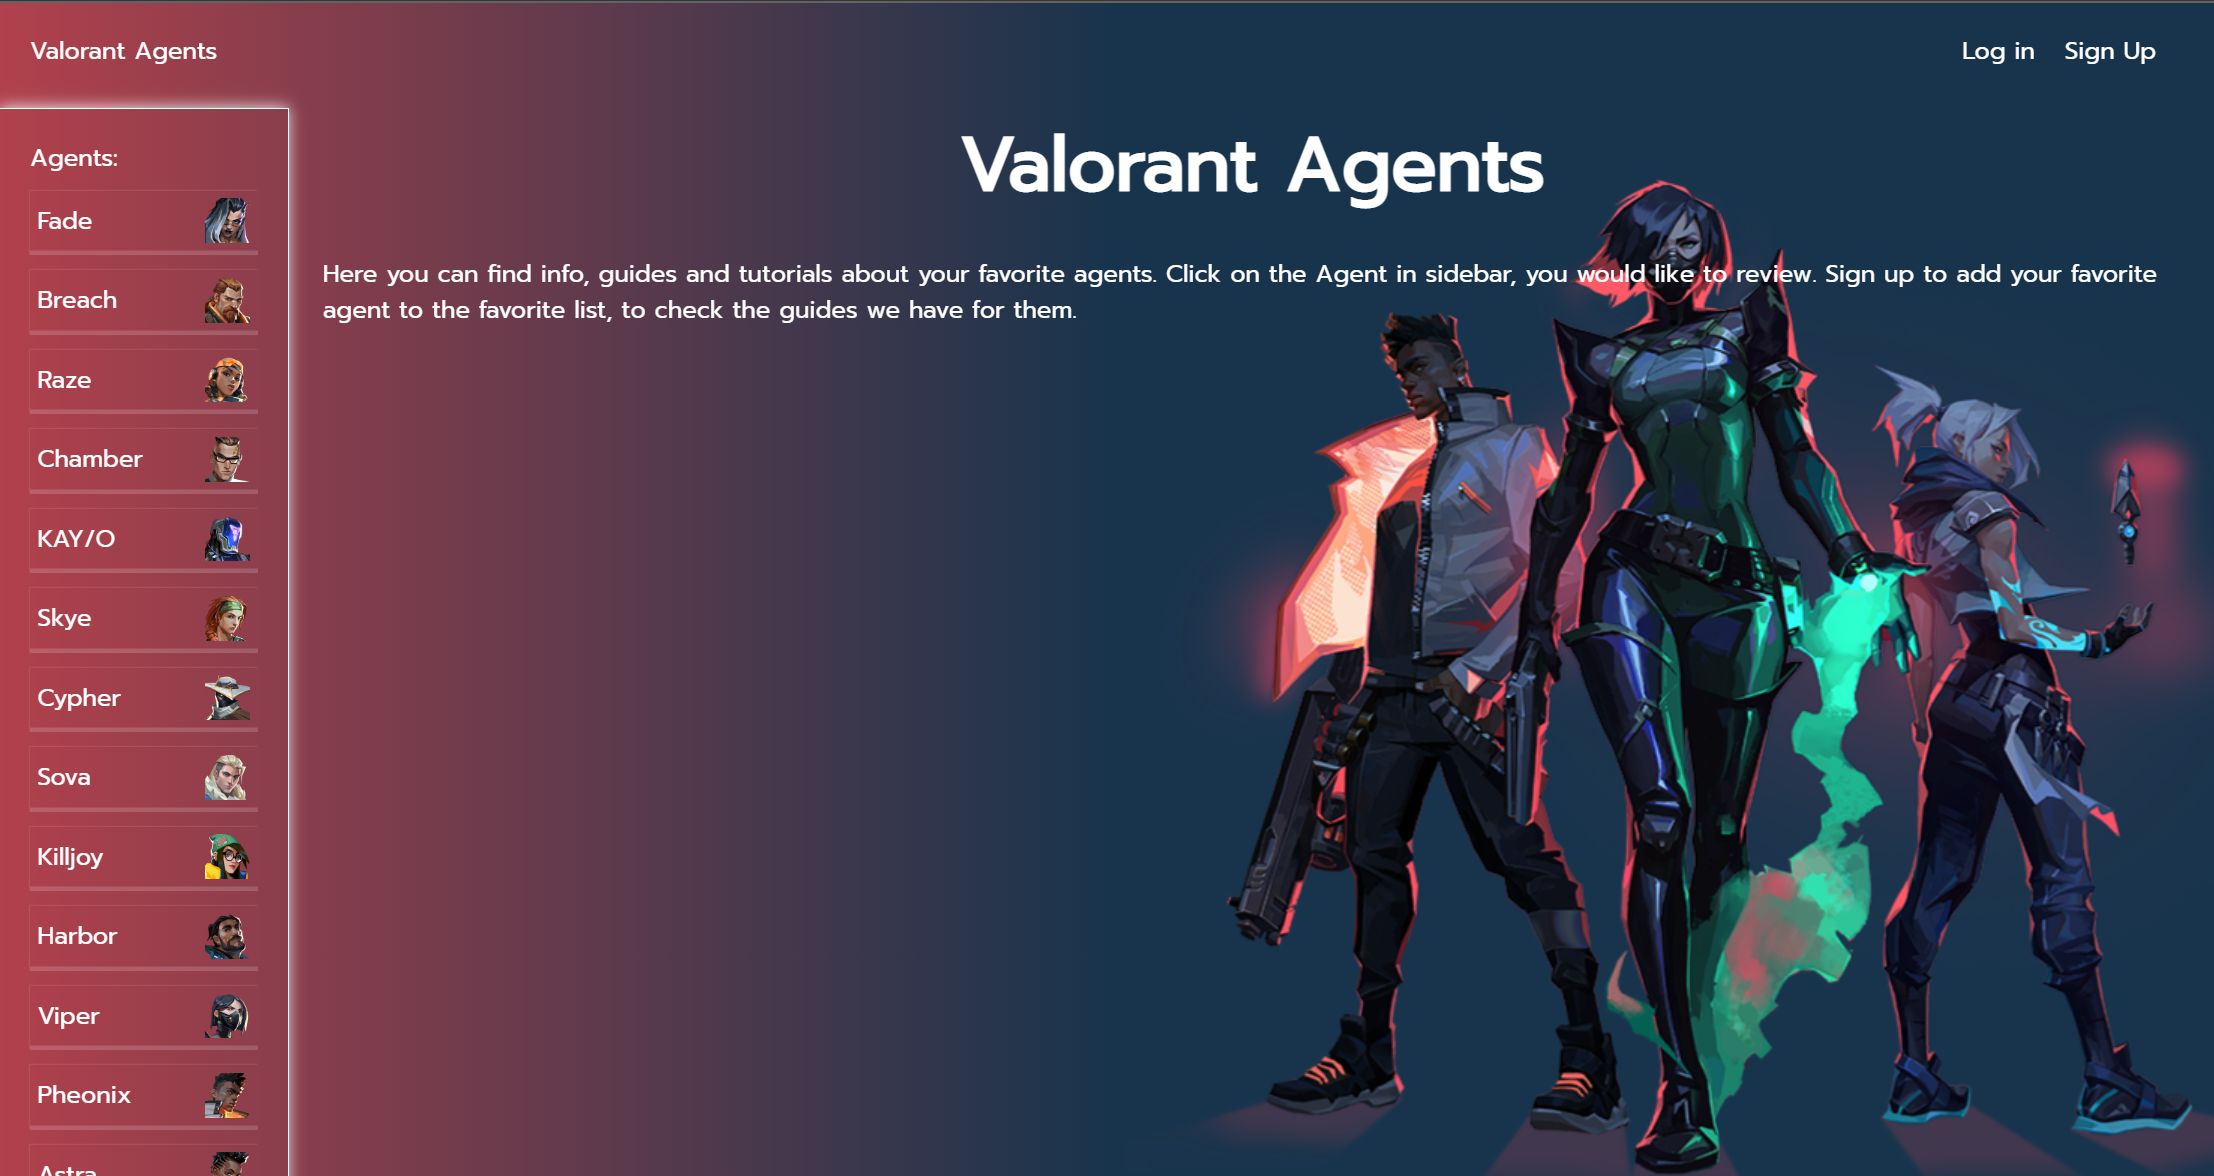 Valorant Agents
Log in
Sign Up
Agents:
Fade
Breach
Raze
Chamber
KAY/O
Skye
Cypher
Sova
Killjoy
Harbor
Viper
Pheonix
Astra
Valorant Agents
Here you can find info, guides and tutorials about your favorite agents. Click on the Agent in sidebar, you would like to review. Sign up to add your favorite
agent to the favorite list, to check the guides we have for them.